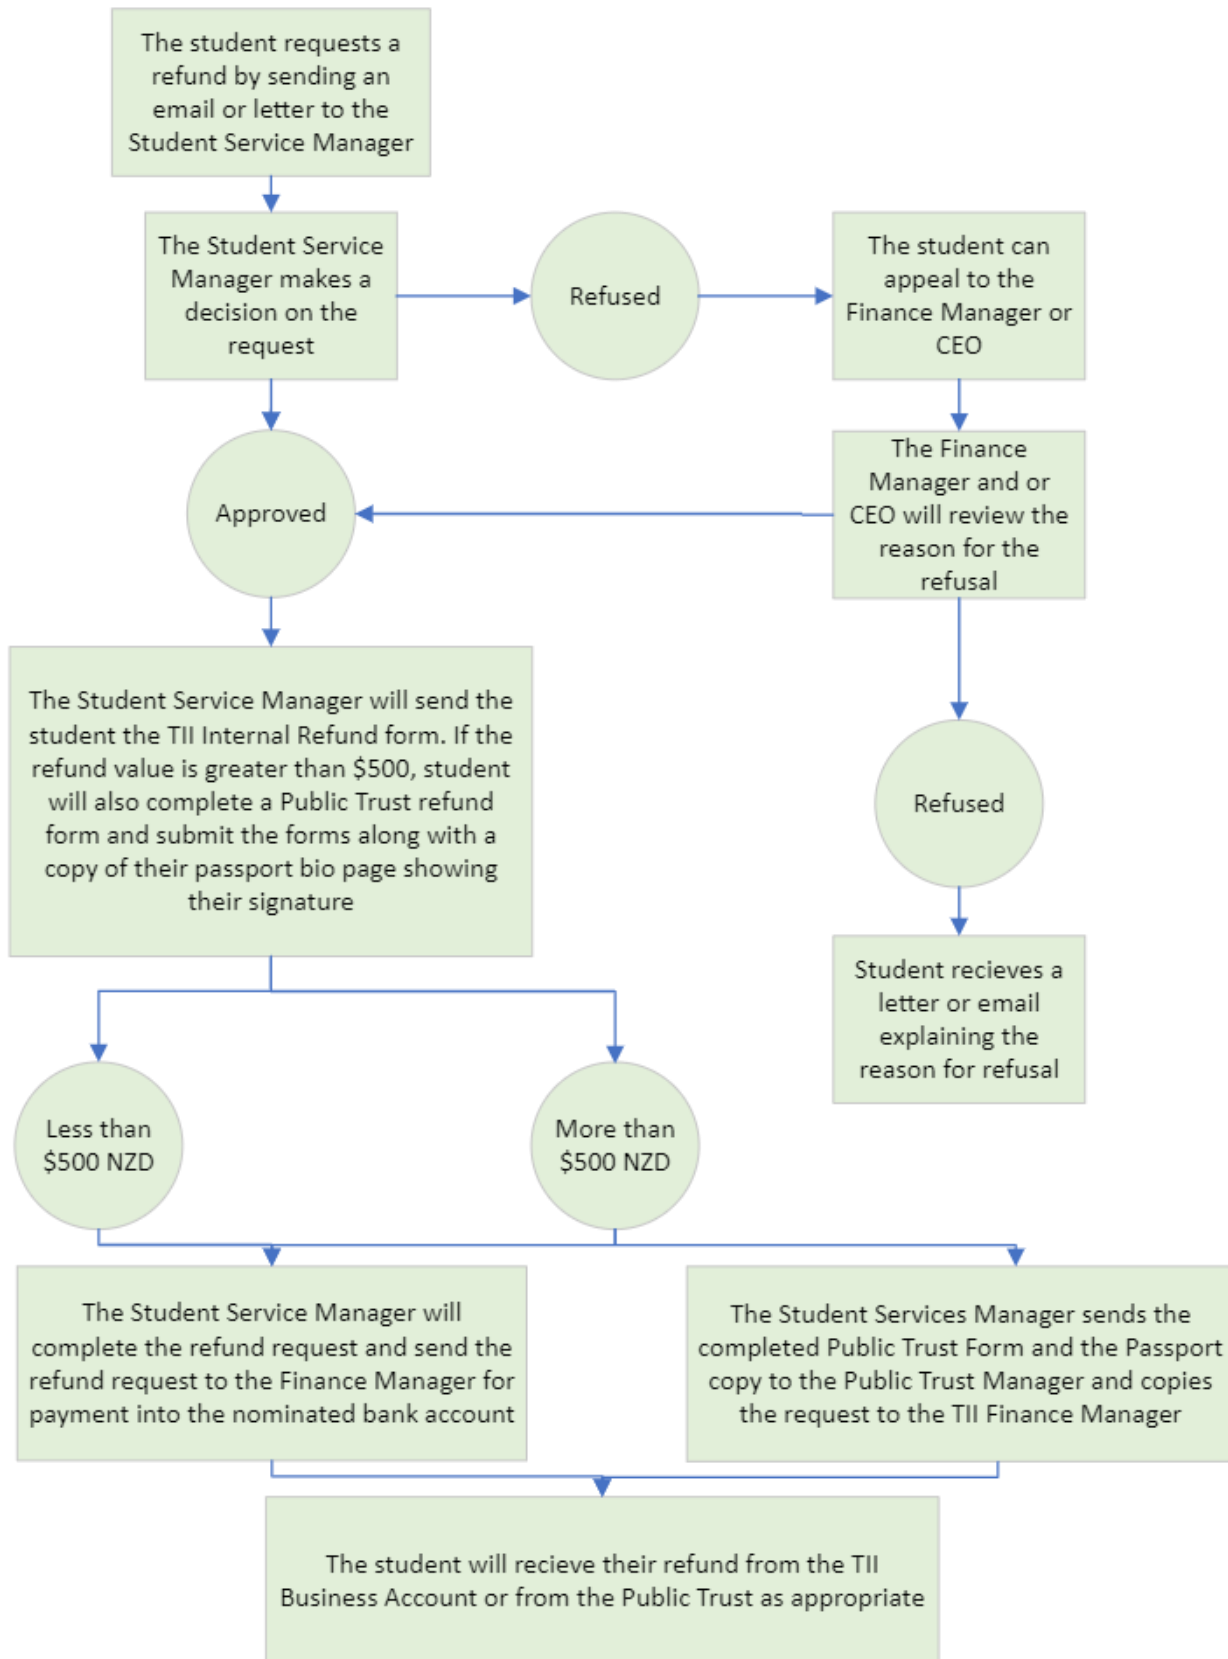 The student requests a
refund by sending an
email or letter to the
Student Service Manager
The Student Service
Manager makes a
decision on the
request
Refused
The student can
appeal to the
Finance Manager or
CEO
The Finance
Manager and or
CEO will review the
reason for the
refusal
Approved
The Student Service Manager will send the
student the TII Internal Refund form. If the
refund value is greater than $500, student
will also complete a Public Trust refund
form and submit the forms along with a
copy of their passport bio page showing
their signature
Refused
Student recieves a
letter or email
explaining the
reason for refusal
Less than
$500 NZD
More than
$500 NZD
The Student Service Manager will
complete the refund request and send the
refund request to the Finance Manager for
payment into the nominated bank account
The Student Services Manager sends the
completed Public Trust Form and the Passport
copy to the Public Trust Manager and copies
the request to the TII Finance Manager
The student will recieve their refund from the TII
Business Account or from the Public Trust as appropriate